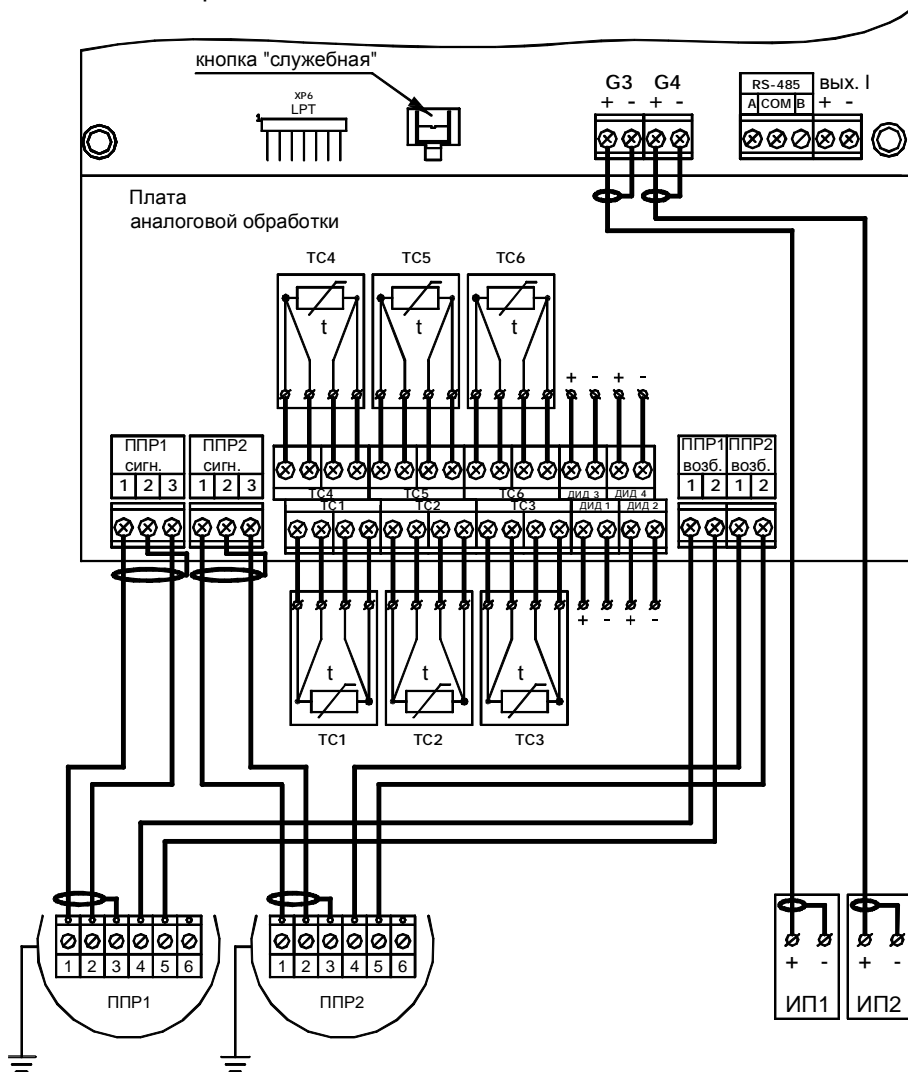 кнопка "служебная"
XP6
LPT
1
G3 G4
+ - + -
RS-485 вых. I
A COM B + -
Плата
аналоговой обработки
ТС4 ТС5 ТС6
t t t
+ - + -
ППР1 ППР2
сигн. сигн.
1 2 3 1 2 3
ППР1 ППР2
возб. возб.
1 2 1 2
ТС4 ТС5 ТС6 ДИД 3 ДИД 4
ТС1 ТС2 ТС3 ДИД 1 ДИД 2
+ - + -
t t t
ТС1 ТС2 ТС3
1 2 3 4 5 6
ППР1
1 2 3 4 5 6
ППР2
+ -
ИП1
+ -
ИП2